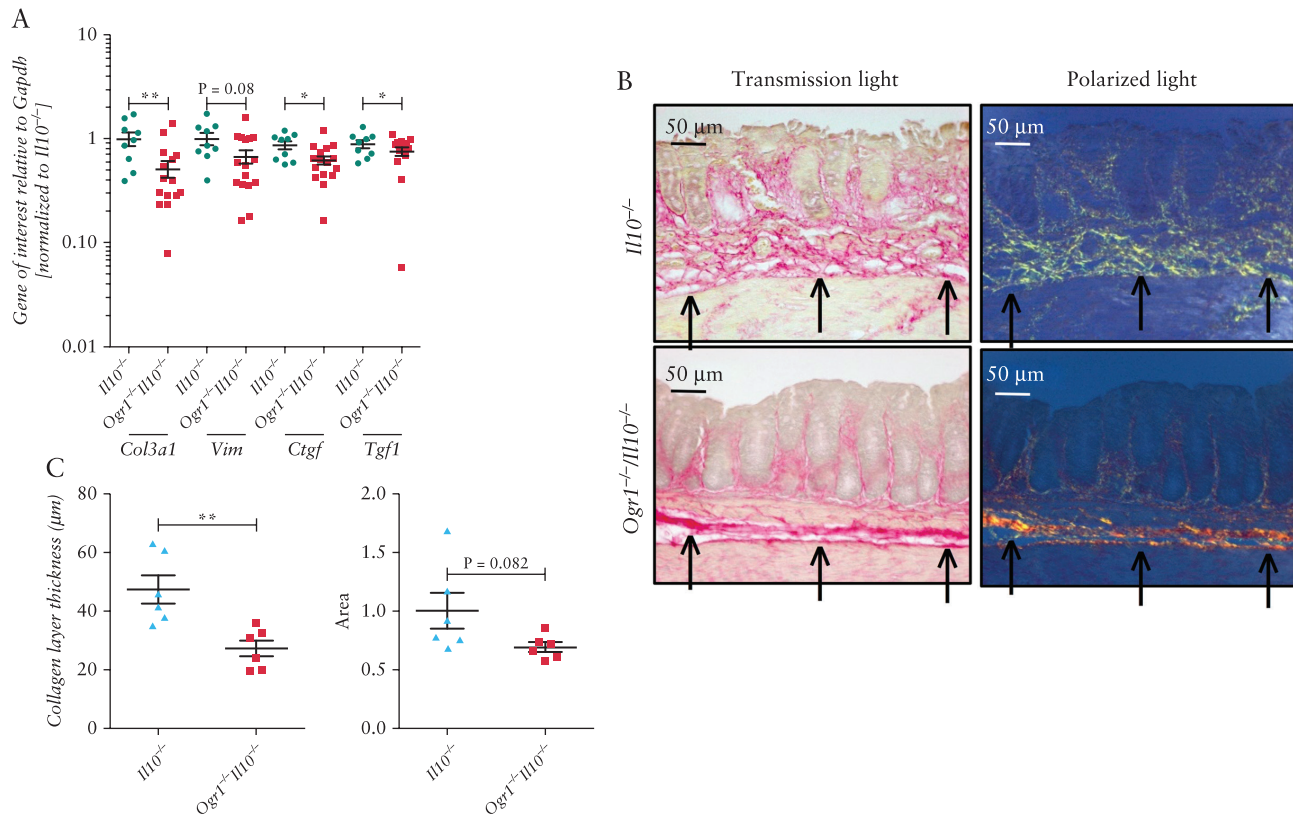 A
Gene of interest relative to Gapdh
[normalized to Il10⁻/⁻]
10
1
0.10
0.01
**
P = 0.08
*
*
Il10⁻/⁻
Ogr1⁻/⁻Il10⁻/⁻
Il10⁻/⁻
Ogr1⁻/⁻Il10⁻/⁻
Il10⁻/⁻
Ogr1⁻/⁻Il10⁻/⁻
Il10⁻/⁻
Ogr1⁻/⁻Il10⁻/⁻
Col3a1
Vim
Ctgf
Tgf1
B
Transmission light
Polarized light
Il10⁻/⁻
50 µm
50 µm
Ogr1⁻/⁻/Il10⁻/⁻
50 µm
50 µm
C
Collagen layer thickness (µm)
80
60
40
20
0
**
Il10⁻/⁻
Ogr1⁻/⁻Il10⁻/⁻
Area
2.0
1.5
1.0
0.5
0.0
P = 0.082
Il10⁻/⁻
Ogr1⁻/⁻Il10⁻/⁻